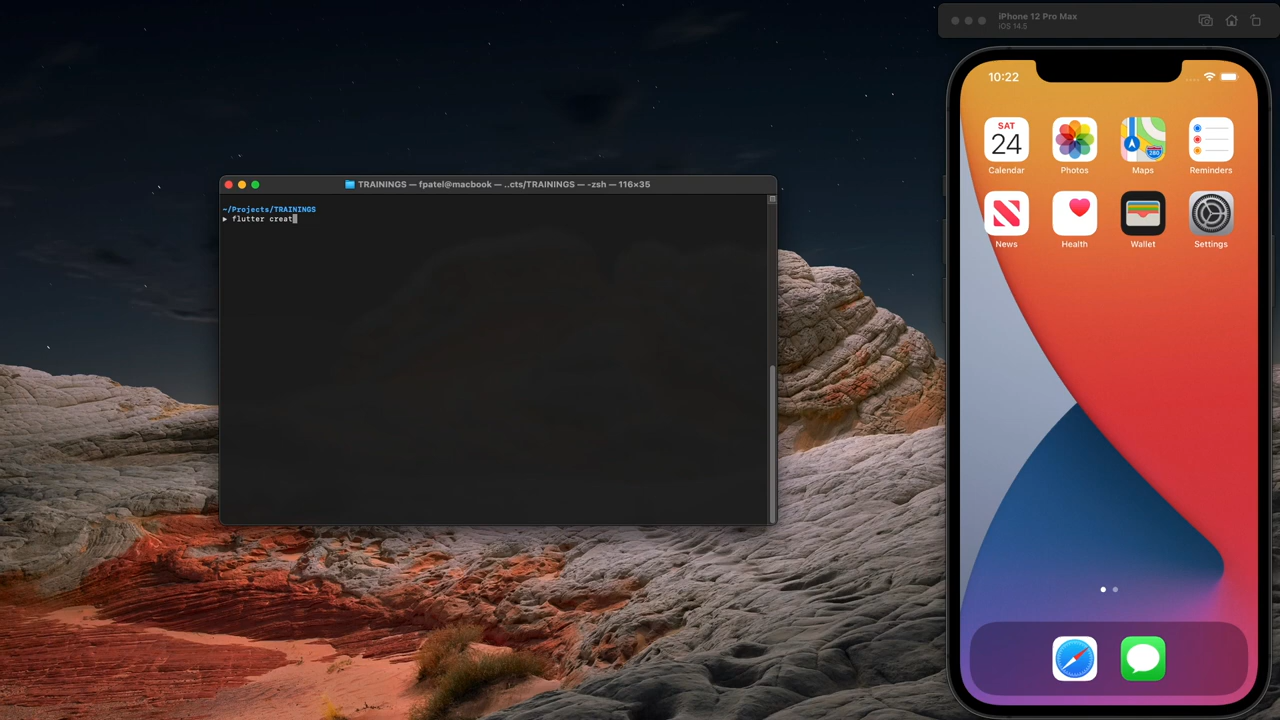 iPhone 12 Pro Max
iOS 14.5
10:22
SAT
24
280
Calendar
Photos
Maps
Reminders
News
Health
Wallet
Settings
TRAININGS — fpatel@macbook — ..cts/TRAININGS — -zsh — 116×35
~/Projects/TRAININGS
▶ flutter creat